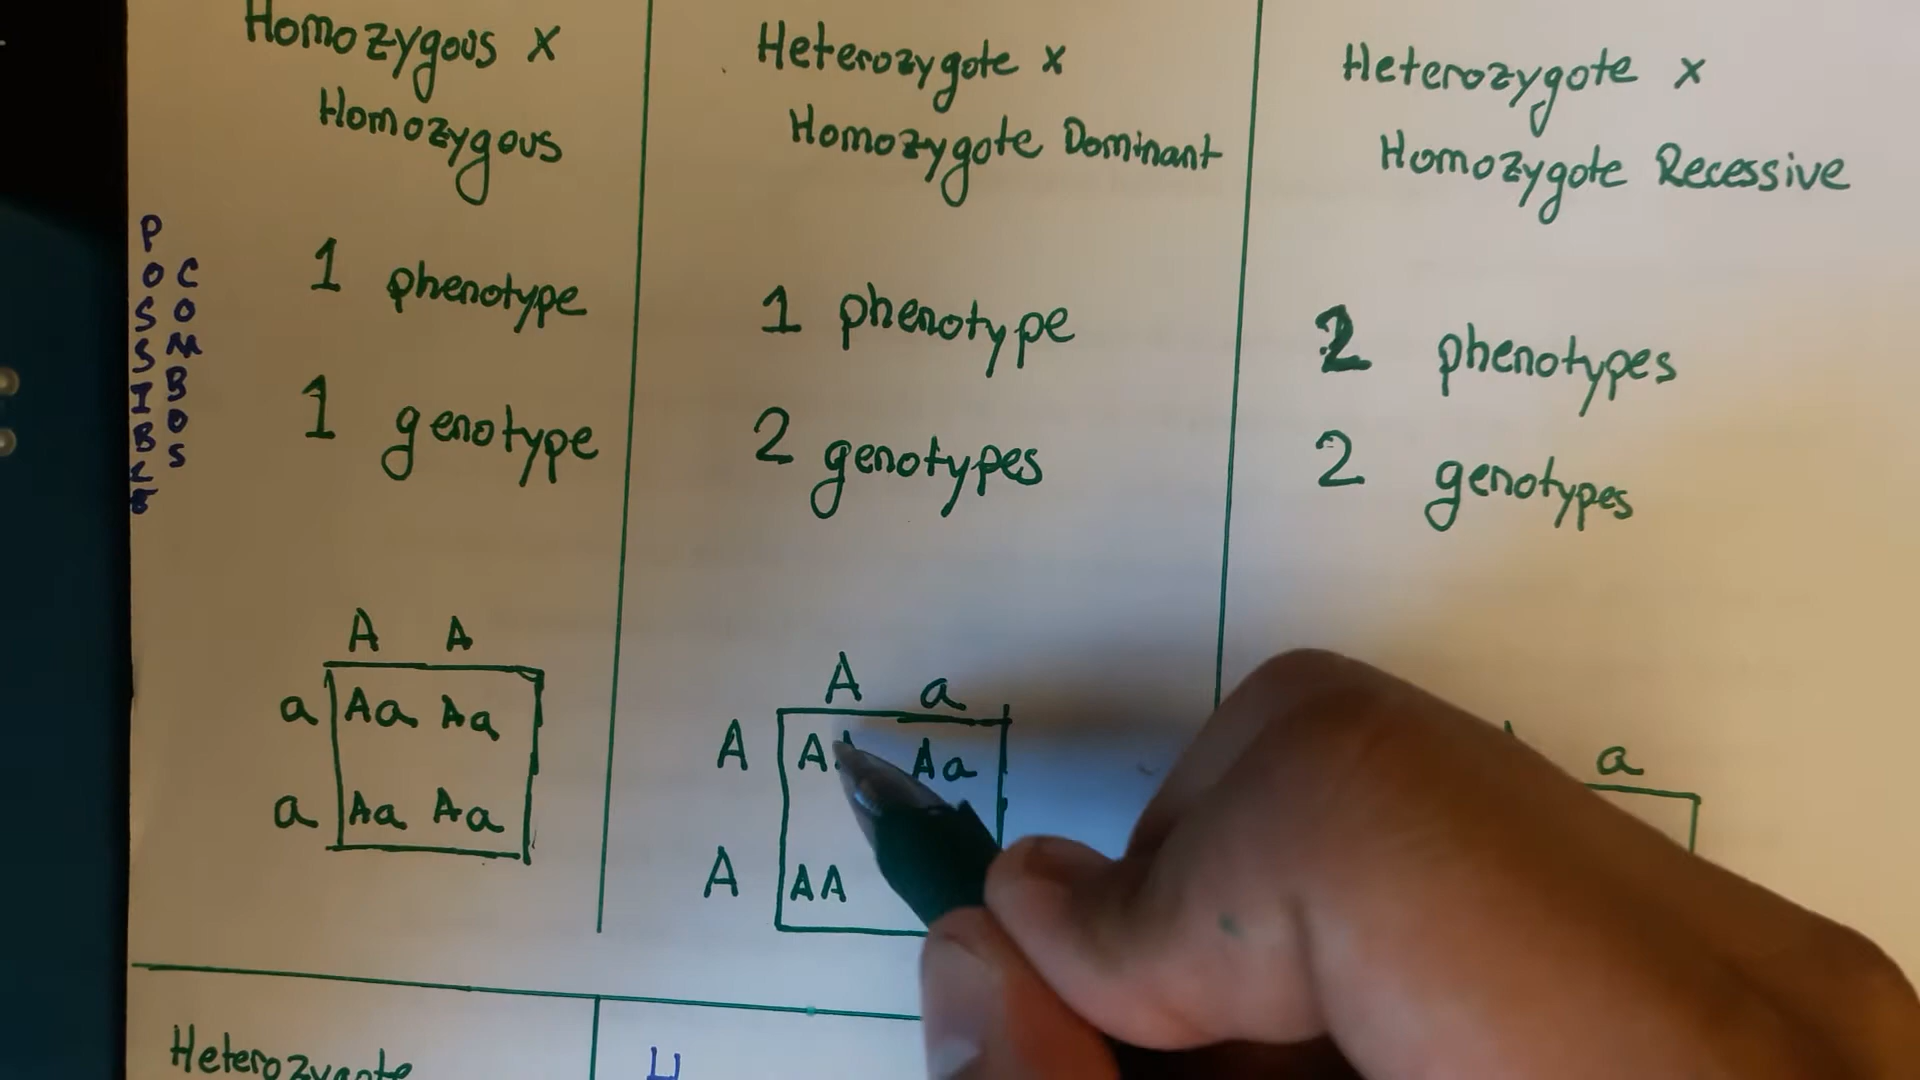 Homozygous x
Homozygous
1 phenotype
1 genotype
A A
a Aa Aa
a Aa Aa
Heterozygote x
Homozygote Dominant
1 phenotype
2 genotypes
A a
A Aa
A AA
Heterozygote x
Homozygote Recessive
2 phenotypes
2 genotypes
a
POSSIBLE
COMBOS